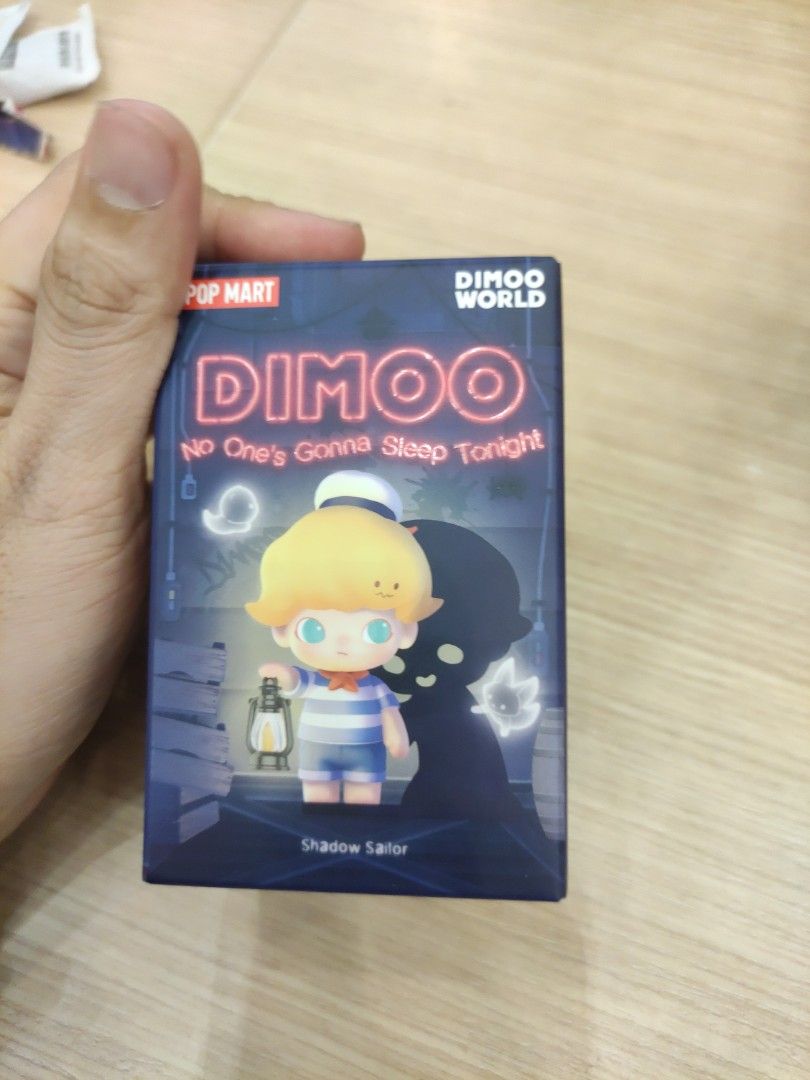 POP MART
DIMOO
WORLD
DIMOO
No One's Gonna Sleep Tonight
Shadow Sailor